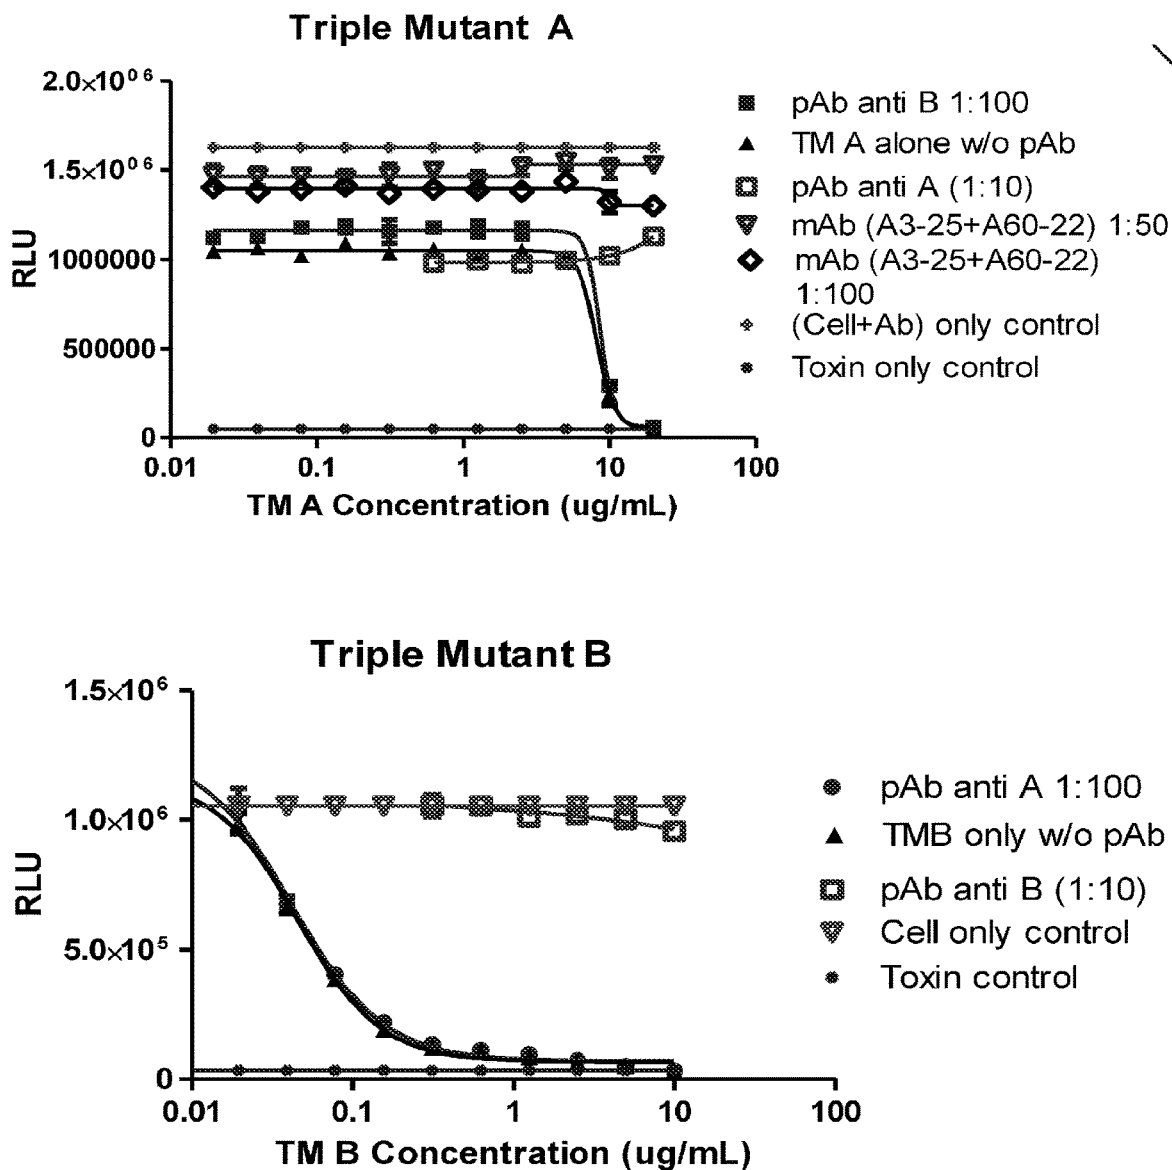 Triple Mutant A
2.0×10⁰⁶
1.5×10⁰⁶
1000000
500000
0
RLU
0.01 0.1 1 10 100
TM A Concentration (ug/mL)
pAb anti B 1:100
TM A alone w/o pAb
pAb anti A (1:10)
mAb (A3-25+A60-22) 1:50
mAb (A3-25+A60-22)
1:100
(Cell+Ab) only control
Toxin only control
Triple Mutant B
1.5×10⁶
1.0×10⁶
5.0×10⁵
0
RLU
0.01 0.1 1 10 100
TM B Concentration (ug/mL)
pAb anti A 1:100
TMB only w/o pAb
pAb anti B (1:10)
Cell only control
Toxin control